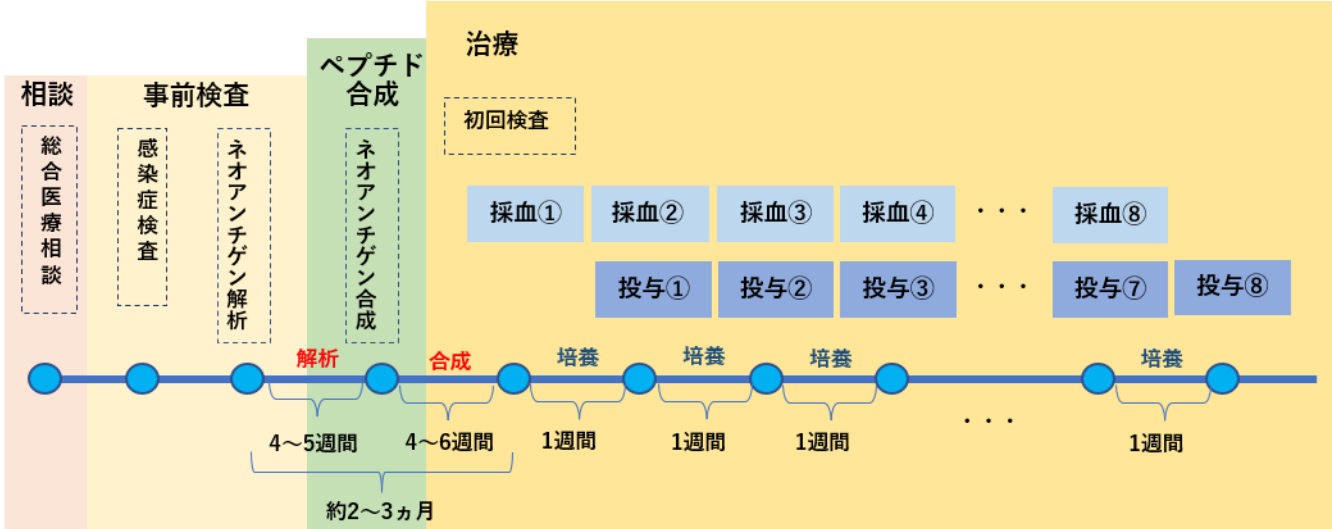 相談
総合医療相談
事前検査
感染症検査
ネオアンチゲン解析
ペプチド
合成
ネオアンチゲン合成
治療
初回検査
採血① 採血② 採血③ 採血④ ・・・ 採血⑧
投与① 投与② 投与③ ・・・ 投与⑦ 投与⑧
解析 合成 培養 培養 培養 培養
4～5週間 4～6週間 1週間 1週間 1週間 ・・・ 1週間
約2～3ヵ月